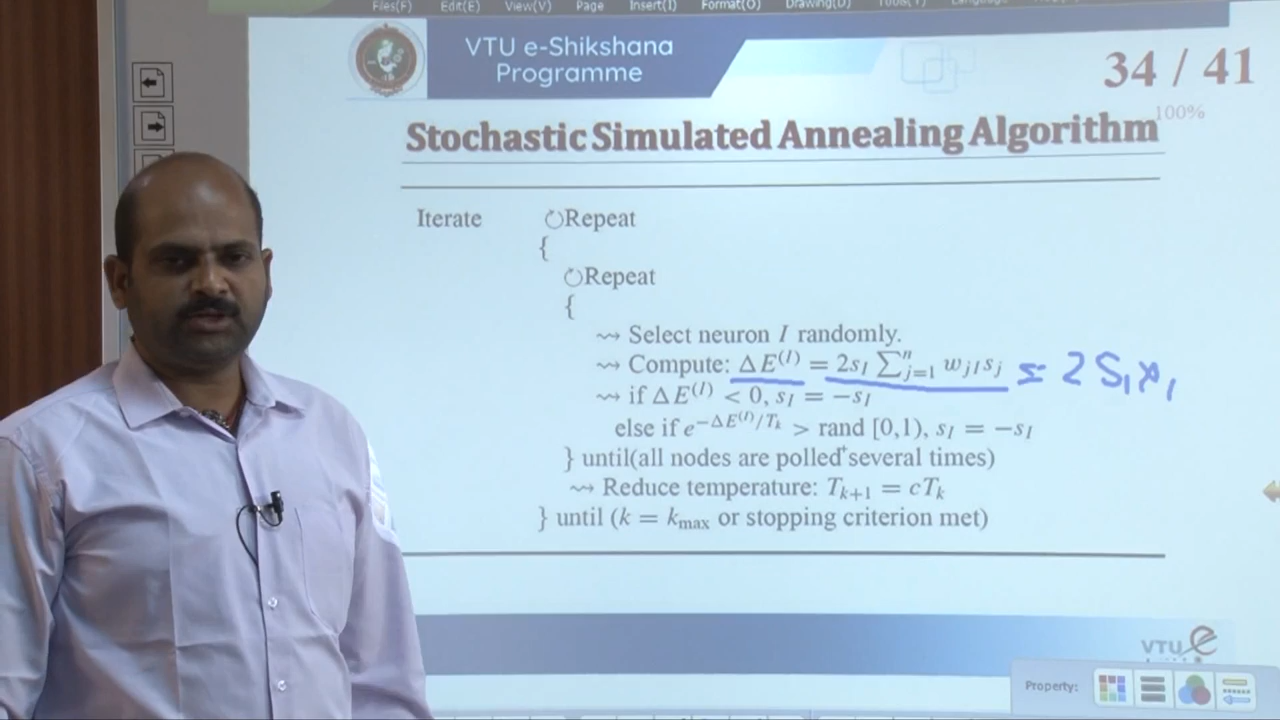 Files(F) Edit(E) View(V) Page Insert(I) Format(O) Drawing(D) Tools(T) Language
VTU e-Shikshana
Programme
34 / 41
100%
Stochastic Simulated Annealing Algorithm
Iterate ↻Repeat
{
↻Repeat
{
⇝ Select neuron I randomly.
⇝ Compute: ΔE^(I) = 2s_I ∑_{j=1}^n w_{jI}s_j = 2 S_I x_I
⇝ if ΔE^(I) < 0, s_I = −s_I
else if e^{−ΔE^(I)/T_k} > rand [0,1), s_I = −s_I
} until(all nodes are polled several times)
⇝ Reduce temperature: T_{k+1} = cT_k
} until (k = k_max or stopping criterion met)
VTU e
Property: